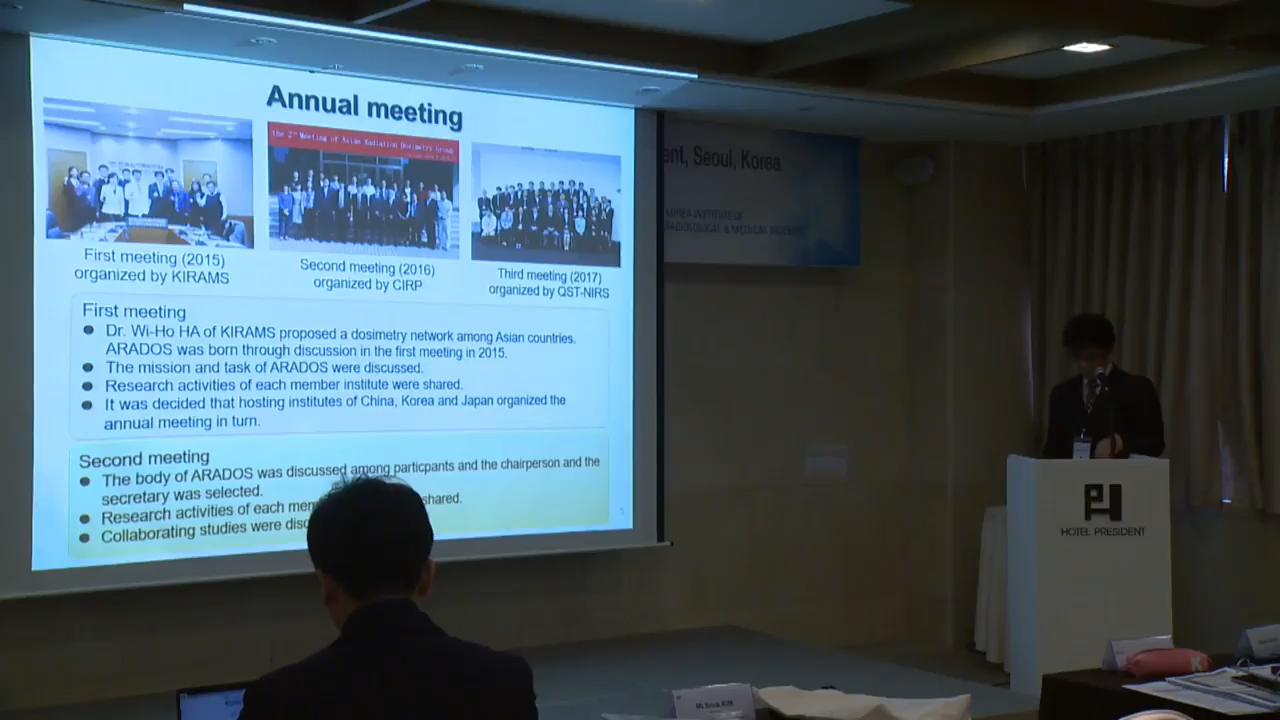 Annual meeting
the 2nd Meeting of Asian Radiation Dosimetry Group
First meeting (2015)
organized by KIRAMS
Second meeting (2016)
organized by CIRP
Third meeting (2017)
organized by QST-NIRS
First meeting
● Dr. Wi-Ho HA of KIRAMS proposed a dosimetry network among Asian countries.
ARADOS was born through discussion in the first meeting in 2015.
● The mission and task of ARADOS were discussed.
● Research activities of each member institute were shared.
● It was decided that hosting institutes of China, Korea and Japan organized the
annual meeting in turn.
Second meeting
● The body of ARADOS was discussed among particpants and the chairperson and the
secretary was selected.
● Research activities of each mem shared.
● Collaborating studies were disc
5
ent, Seoul, Korea
KOREA INSTITUTE OF
RADIOLOGICAL & MEDICAL
HOTEL PRESIDENT
KIM